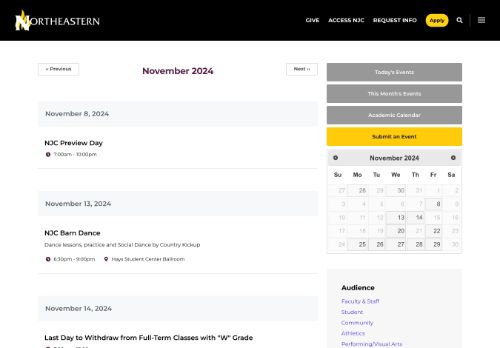 NORTHEASTERN
GIVE ACCESS NJC REQUEST INFO Apply
« Previous
November 2024
Next »
Today's Events
This Month's Events
Academic Calendar
Submit an Event
November 8, 2024
NJC Preview Day
7:00am - 10:00pm
November 13, 2024
NJC Barn Dance
Dance lessons, practice and Social Dance by Country Kickup
6:30pm - 9:00pm Hays Student Center Ballroom
November 14, 2024
Last Day to Withdraw from Full-Term Classes with "W" Grade
November 2024
Su Mo Tu We Th Fr Sa
27 28 29 30 31 1 2
3 4 5 6 7 8 9
10 11 12 13 14 15 16
17 18 19 20 21 22 23
24 25 26 27 28 29 30
Audience
Faculty & Staff
Student
Community
Athletics
Performing/Visual Arts